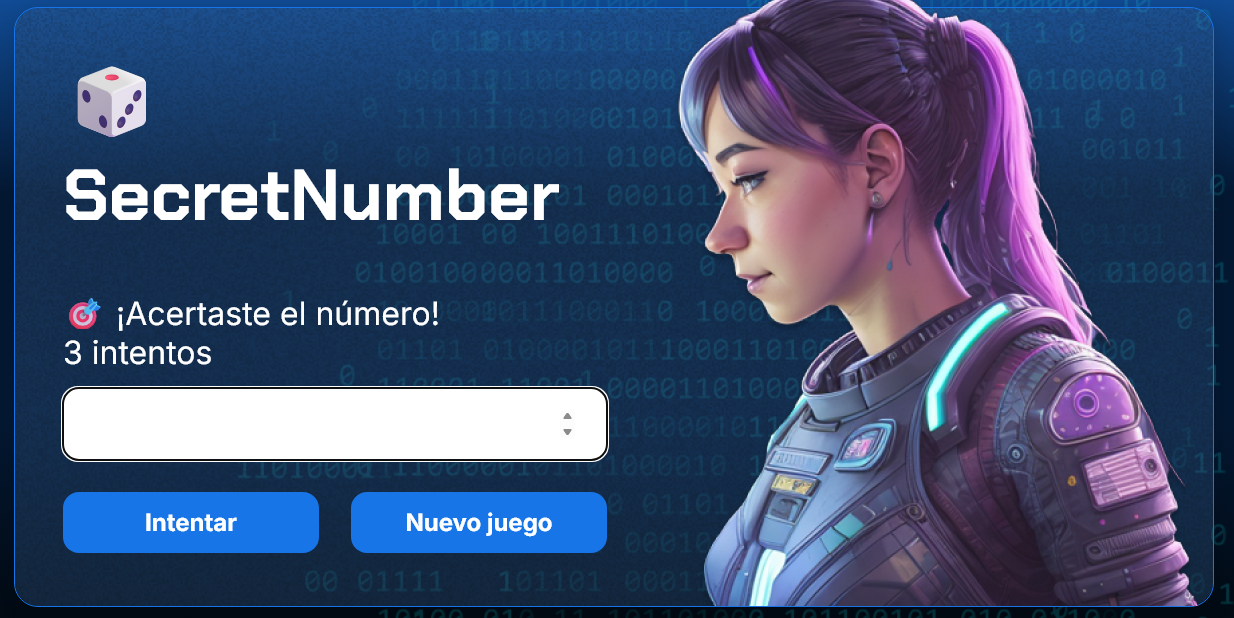 SecretNumber
🎯 ¡Acertaste el número!
3 intentos
Intentar
Nuevo juego